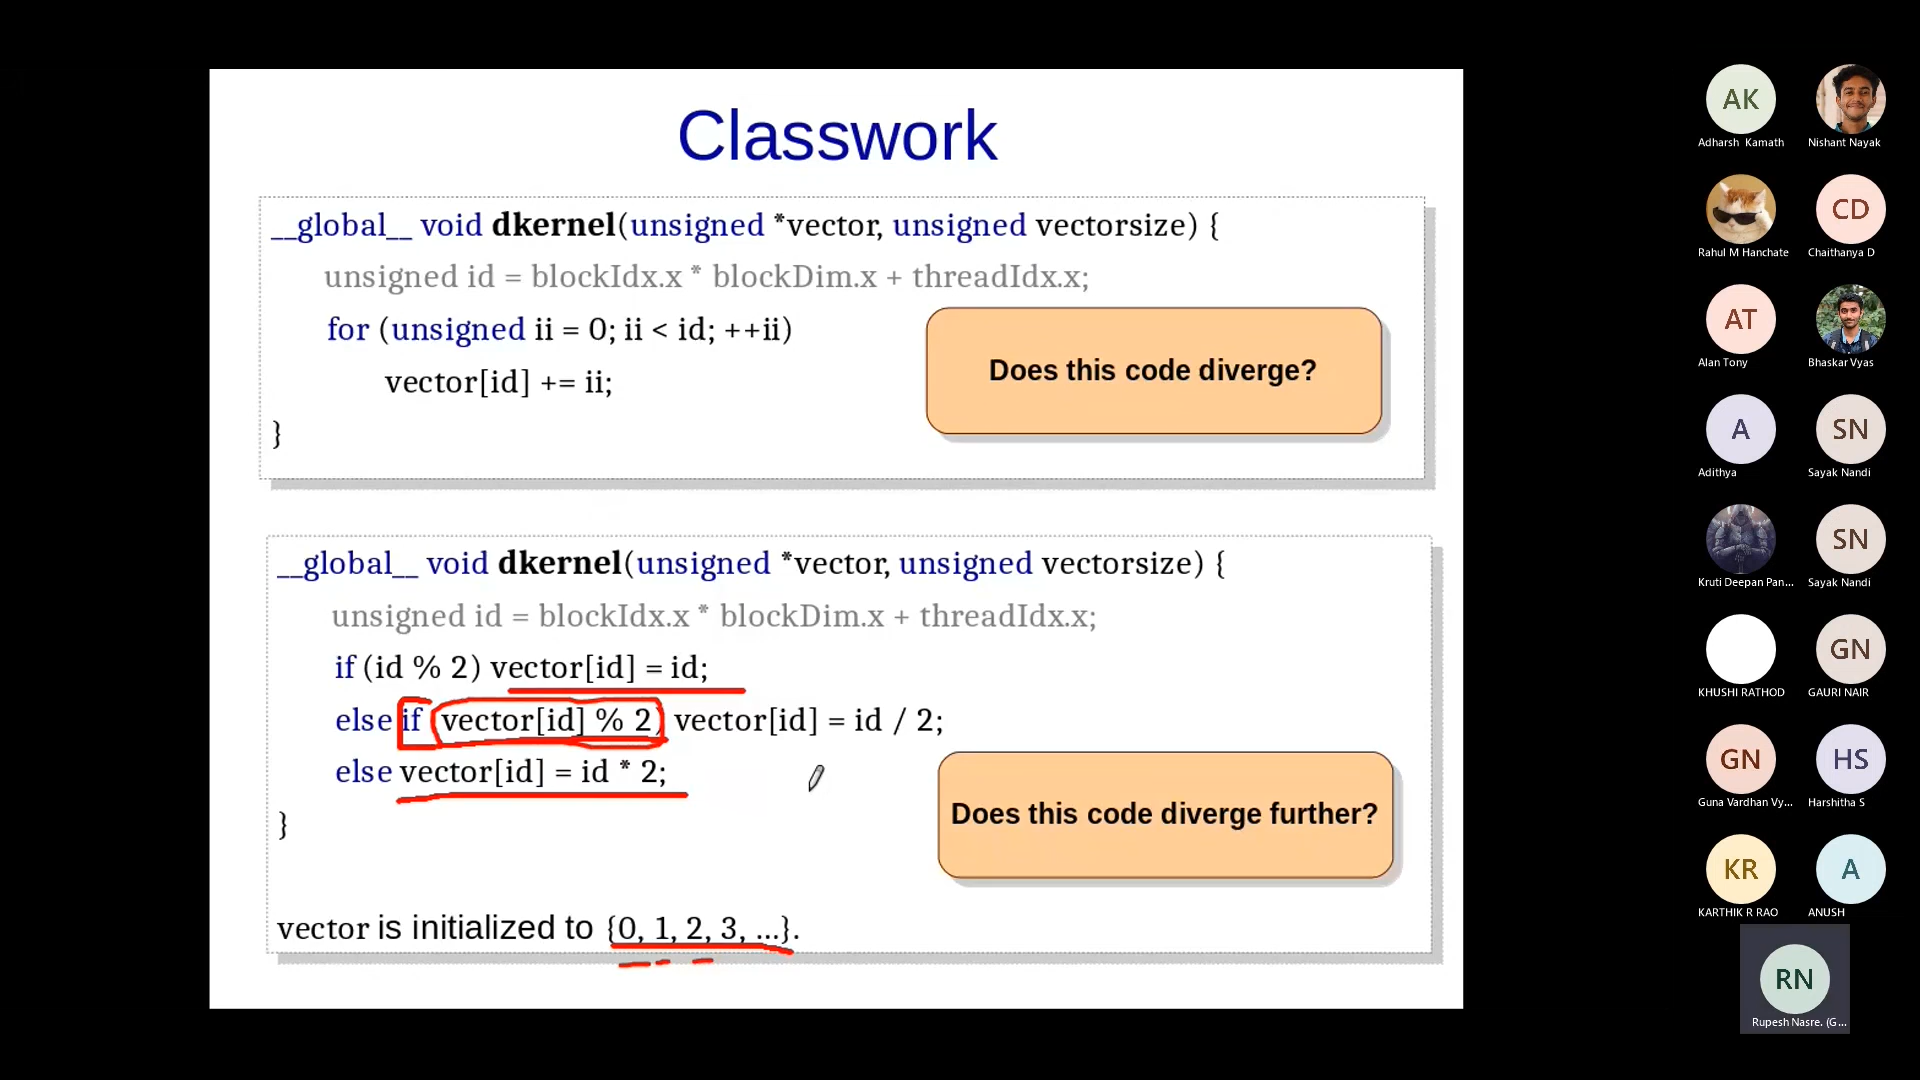 Classwork
__global__ void dkernel(unsigned *vector, unsigned vectorsize) {
unsigned id = blockIdx.x * blockDim.x + threadIdx.x;
for (unsigned ii = 0; ii < id; ++ii)
vector[id] += ii;
}
Does this code diverge?
__global__ void dkernel(unsigned *vector, unsigned vectorsize) {
unsigned id = blockIdx.x * blockDim.x + threadIdx.x;
if (id % 2) vector[id] = id;
else if (vector[id] % 2) vector[id] = id / 2;
else vector[id] = id * 2;
}
Does this code diverge further?
vector is initialized to {0, 1, 2, 3, ...}.
AK
Adharsh Kamath
Nishant Nayak
Rahul M Hanchate
CD
Chaithanya D
AT
Alan Tony
Bhaskar Vyas
A
Adithya
SN
Sayak Nandi
Kruti Deepan Pan...
SN
Sayak Nandi
KHUSHI RATHOD
GN
GAURI NAIR
GN
Guna Vardhan Vy...
HS
Harshitha S
KR
KARTHIK R RAO
A
ANUSH
RN
Rupesh Nasre. (G...